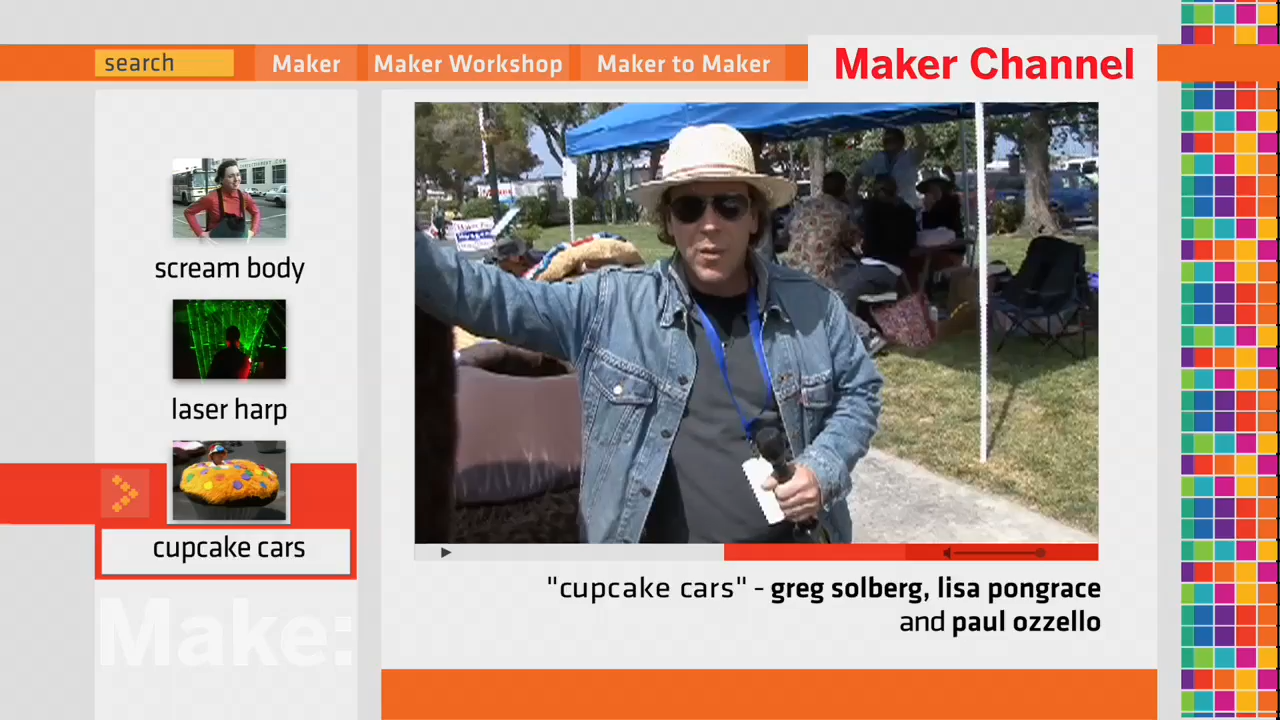 search
Maker
Maker Workshop
Maker to Maker
Maker Channel
scream body
laser harp
cupcake cars
Make:
"cupcake cars" - greg solberg, lisa pongrace
and paul ozzello